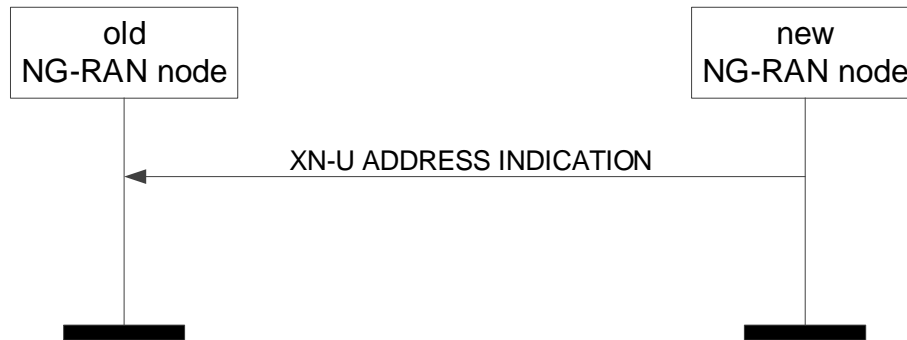 old
NG-RAN node
new
NG-RAN node
XN-U ADDRESS INDICATION